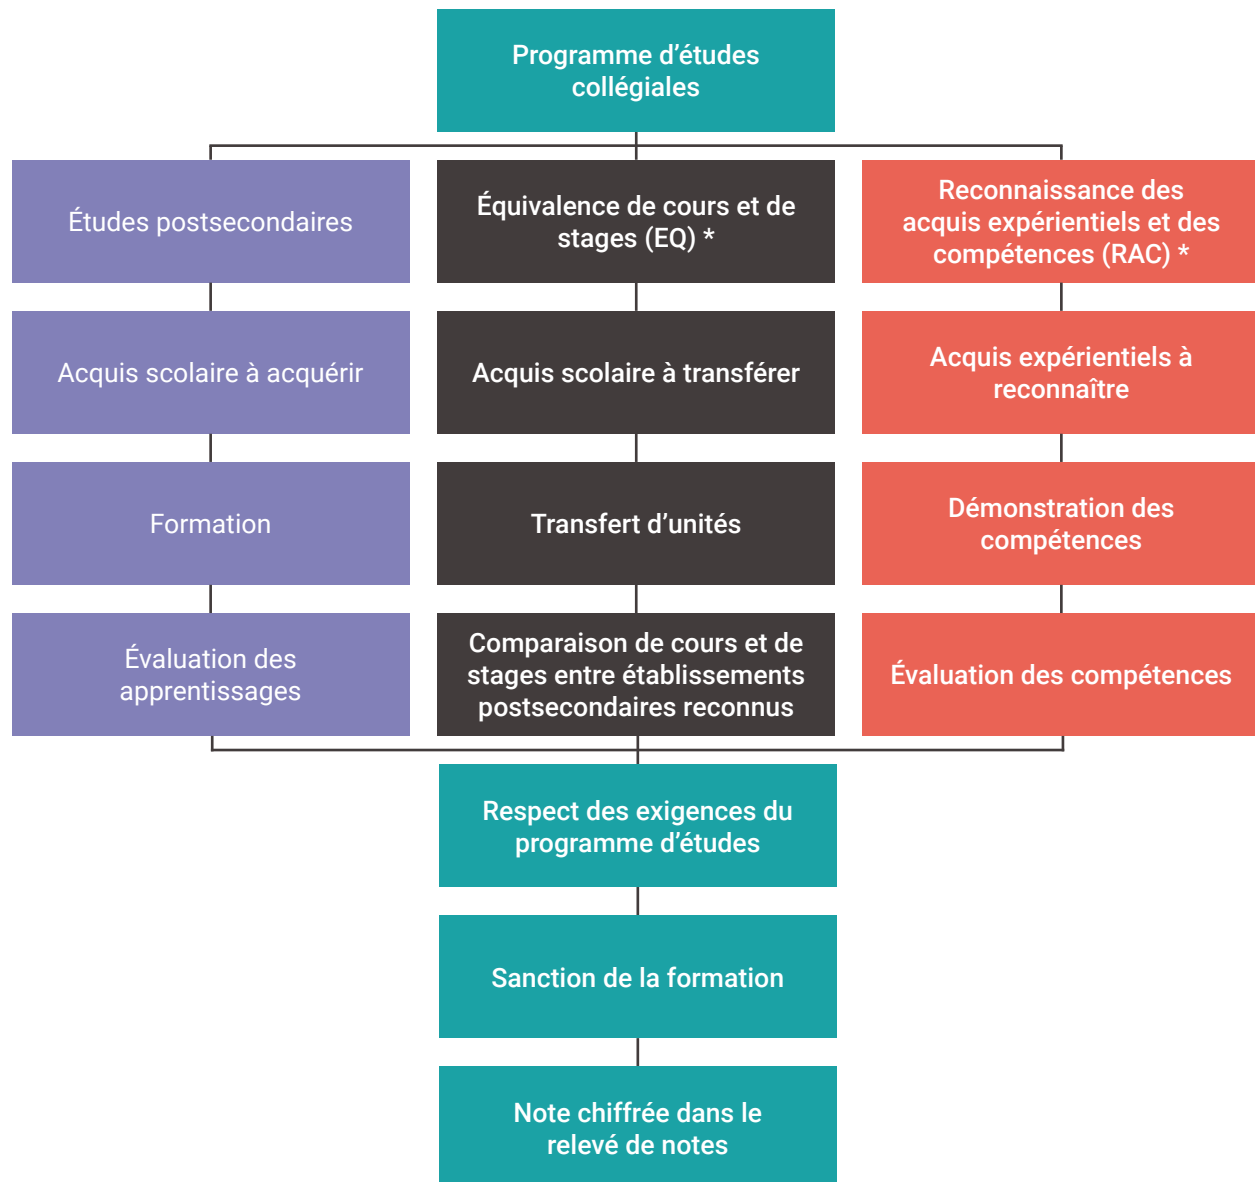 Programme d’études
collégiales
Études postsecondaires
Équivalence de cours et de
stages (EQ) *
Reconnaissance des
acquis expérientiels et des
compétences (RAC) *
Acquis scolaire à acquérir
Acquis scolaire à transférer
Acquis expérientiels à
reconnaître
Formation
Transfert d’unités
Démonstration des
compétences
Évaluation des
apprentissages
Comparaison de cours et de
stages entre établissements
postsecondaires reconnus
Évaluation des compétences
Respect des exigences du
programme d’études
Sanction de la formation
Note chiffrée dans le
relevé de notes